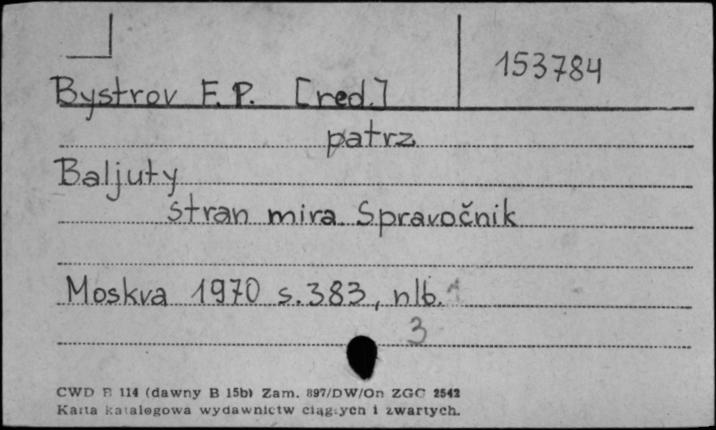 153784
Bystrov F. P. [red.]
patrz
Baljuty
stran mira. Spravočnik
Moskva 1970 s. 383, nlb. 1
3
CWD B 114 (dawny B 15b) Zam. 897/DW/On ZGC 2542
Karta katalogowa wydawnictw ciągłych i zwartych.